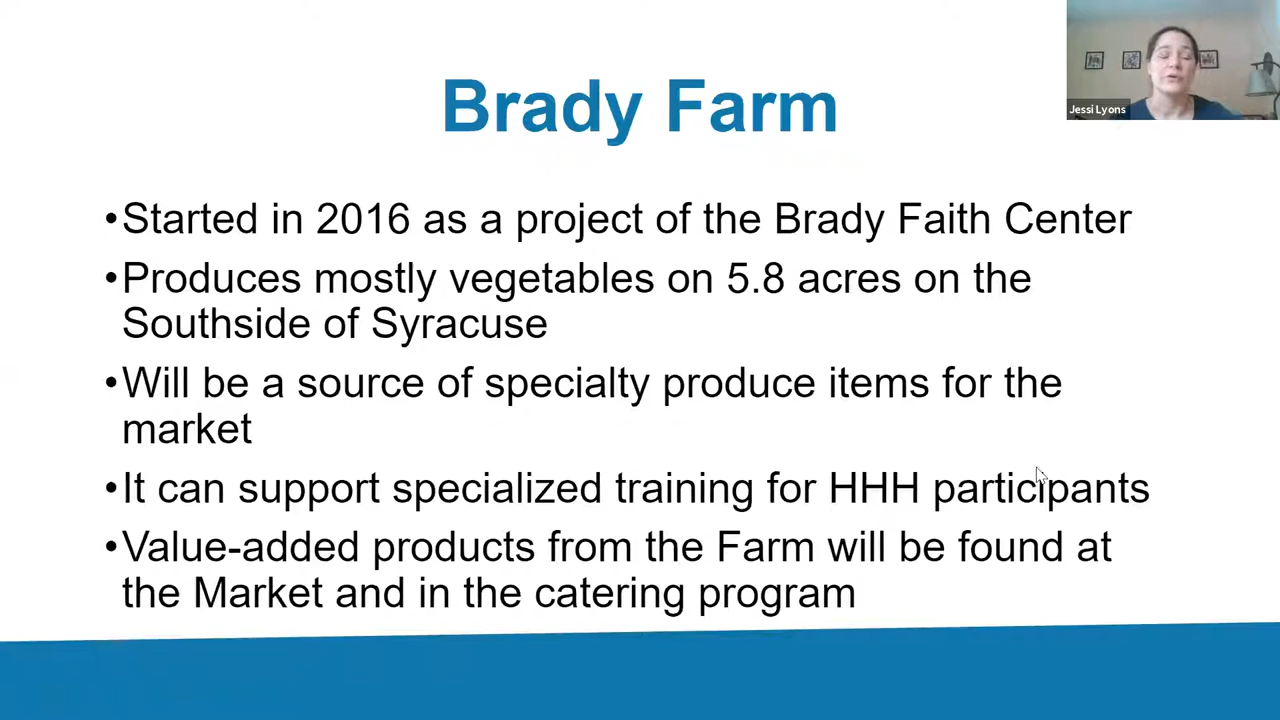 Brady Farm
Jessi Lyons
•Started in 2016 as a project of the Brady Faith Center
•Produces mostly vegetables on 5.8 acres on the
Southside of Syracuse
•Will be a source of specialty produce items for the
market
•It can support specialized training for HHH participants
•Value-added products from the Farm will be found at
the Market and in the catering program